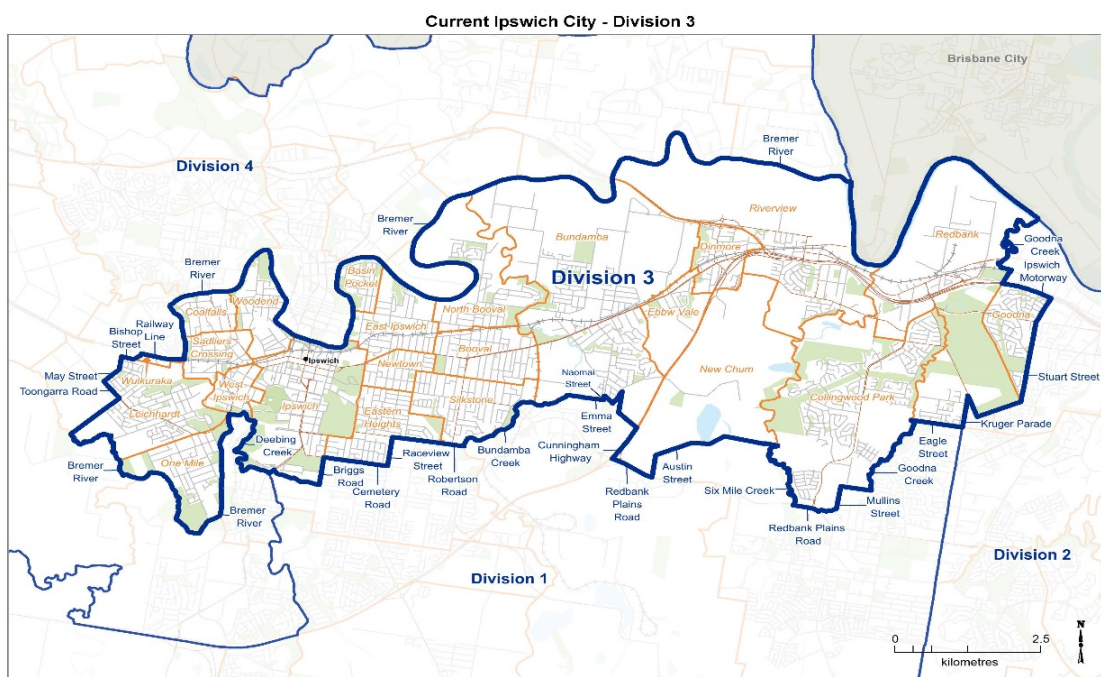 Current Ipswich City - Division 3
Brisbane City
Division 4
Bremer
River
Bremer
River
Riverview
Redbank
Bundamba
Dinmore
Goodna
Creek
Ipswich
Motorway
Bremer
River
Basin
Pocket
Division 3
Woodend
Coalfalls
North Booval
Ebbw Vale
Goodna
Bishop
Street
Railway
Line
East Ipswich
Sadliers
Crossing
Booval
Ipswich
Newtown
Naomai
Street
New Chum
May Street
Toongarra Road
Wulkuraka
West
Ipswich
Stuart Street
Leichhardt
Ipswich
Silkstone
Collingwood Park
Eastern
Heights
Emma
Street
Kruger Parade
Deebing
Creek
Cunningham
Highway
Eagle
Street
One Mile
Bremer
River
Briggs
Road
Raceview
Street
Bundamba
Creek
Austin
Street
Goodna
Creek
Cemetery
Road
Robertson
Road
Six Mile Creek
Redbank
Plains
Road
Mullins
Street
Bremer
River
Redbank Plains
Road
Division 1
Division 2
N
0 2.5
kilometres